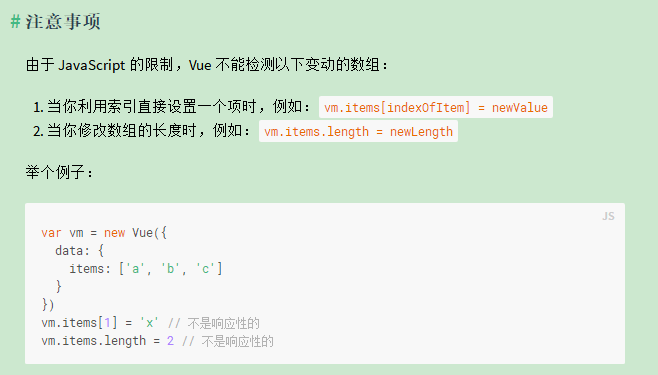 # 注意事项
由于 JavaScript 的限制，Vue 不能检测以下变动的数组：
1. 当你利用索引直接设置一个项时，例如：vm.items[indexOfItem] = newValue
2. 当你修改数组的长度时，例如：vm.items.length = newLength
举个例子：
JS
var vm = new Vue({
  data: {
    items: ['a', 'b', 'c']
  }
})
vm.items[1] = 'x' // 不是响应性的
vm.items.length = 2 // 不是响应性的